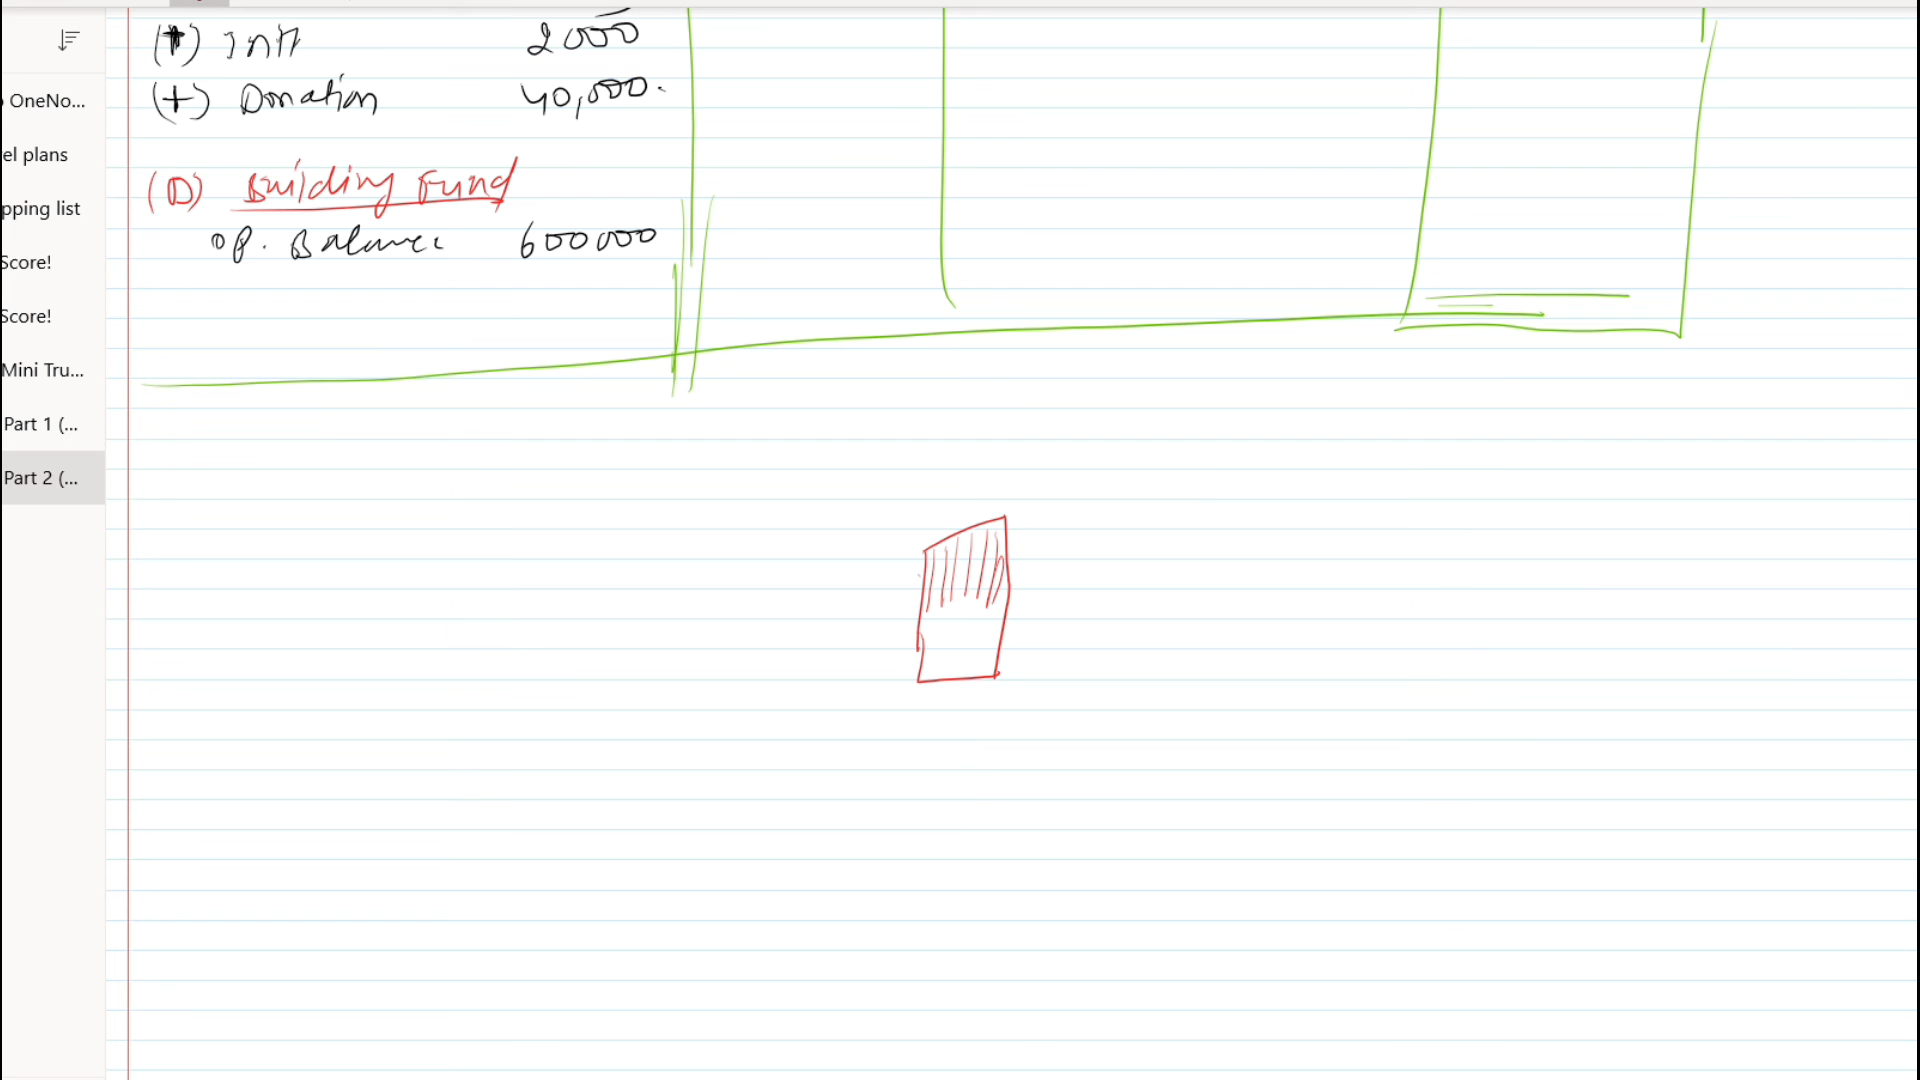 (+) Intt 2000
(+) Donation 40,000.
(D) Building Fund
op. Balance 600000
OneNo...
el plans
pping list
Score!
Score!
Mini Tru...
Part 1 (...
Part 2 (...